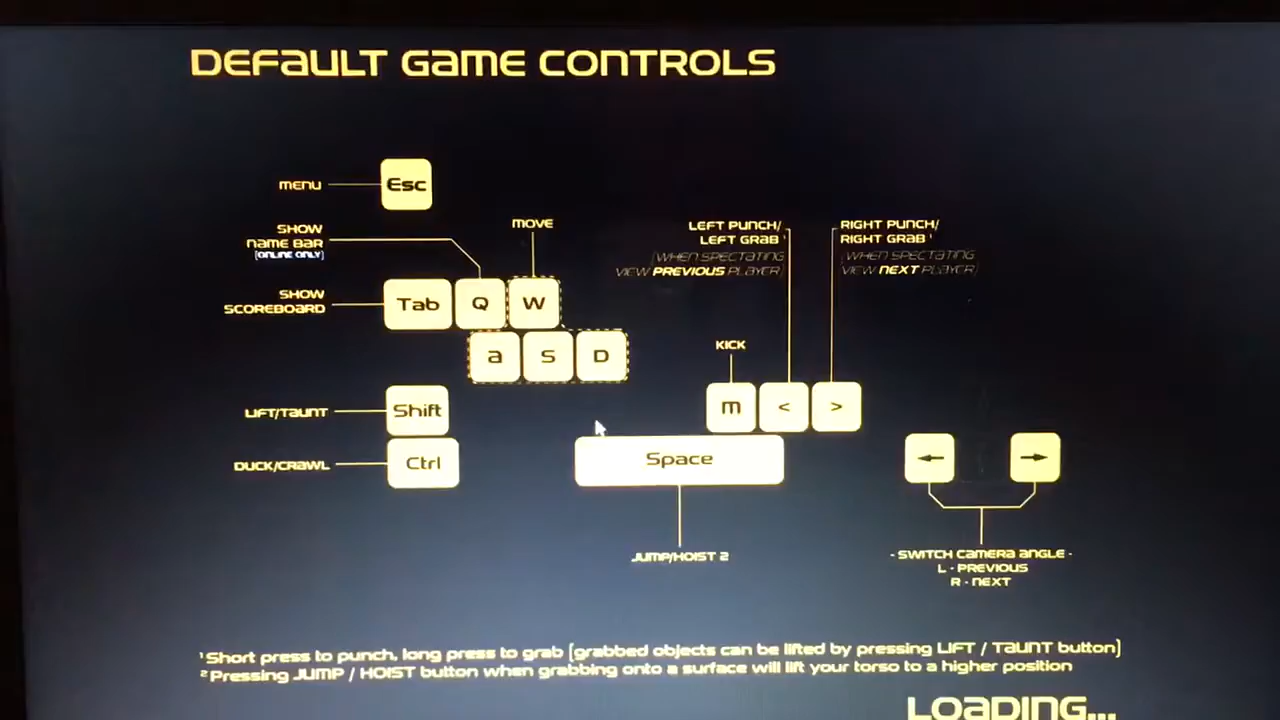 DEFAULT GAME CONTROLS
MENU
Esc
SHOW
NAME BAR
(ONLINE ONLY)
MOVE
LEFT PUNCH/
LEFT GRAB ¹
(WHEN SPECTATING
VIEW PREVIOUS PLAYER)
RIGHT PUNCH/
RIGHT GRAB ¹
(WHEN SPECTATING
VIEW NEXT PLAYER)
SHOW
SCOREBOARD
Tab
Q
W
A
S
D
KICK
LIFT/TAUNT
Shift
M
<
>
DUCK/CRAWL
Ctrl
Space
←
→
JUMP/HOIST 2
- SWITCH CAMERA ANGLE -
L - PREVIOUS
R - NEXT
¹ Short press to punch, long press to grab (grabbed objects can be lifted by pressing LIFT / TAUNT button)
² Pressing JUMP / HOIST button when grabbing onto a surface will lift your torso to a higher position
LOADING...